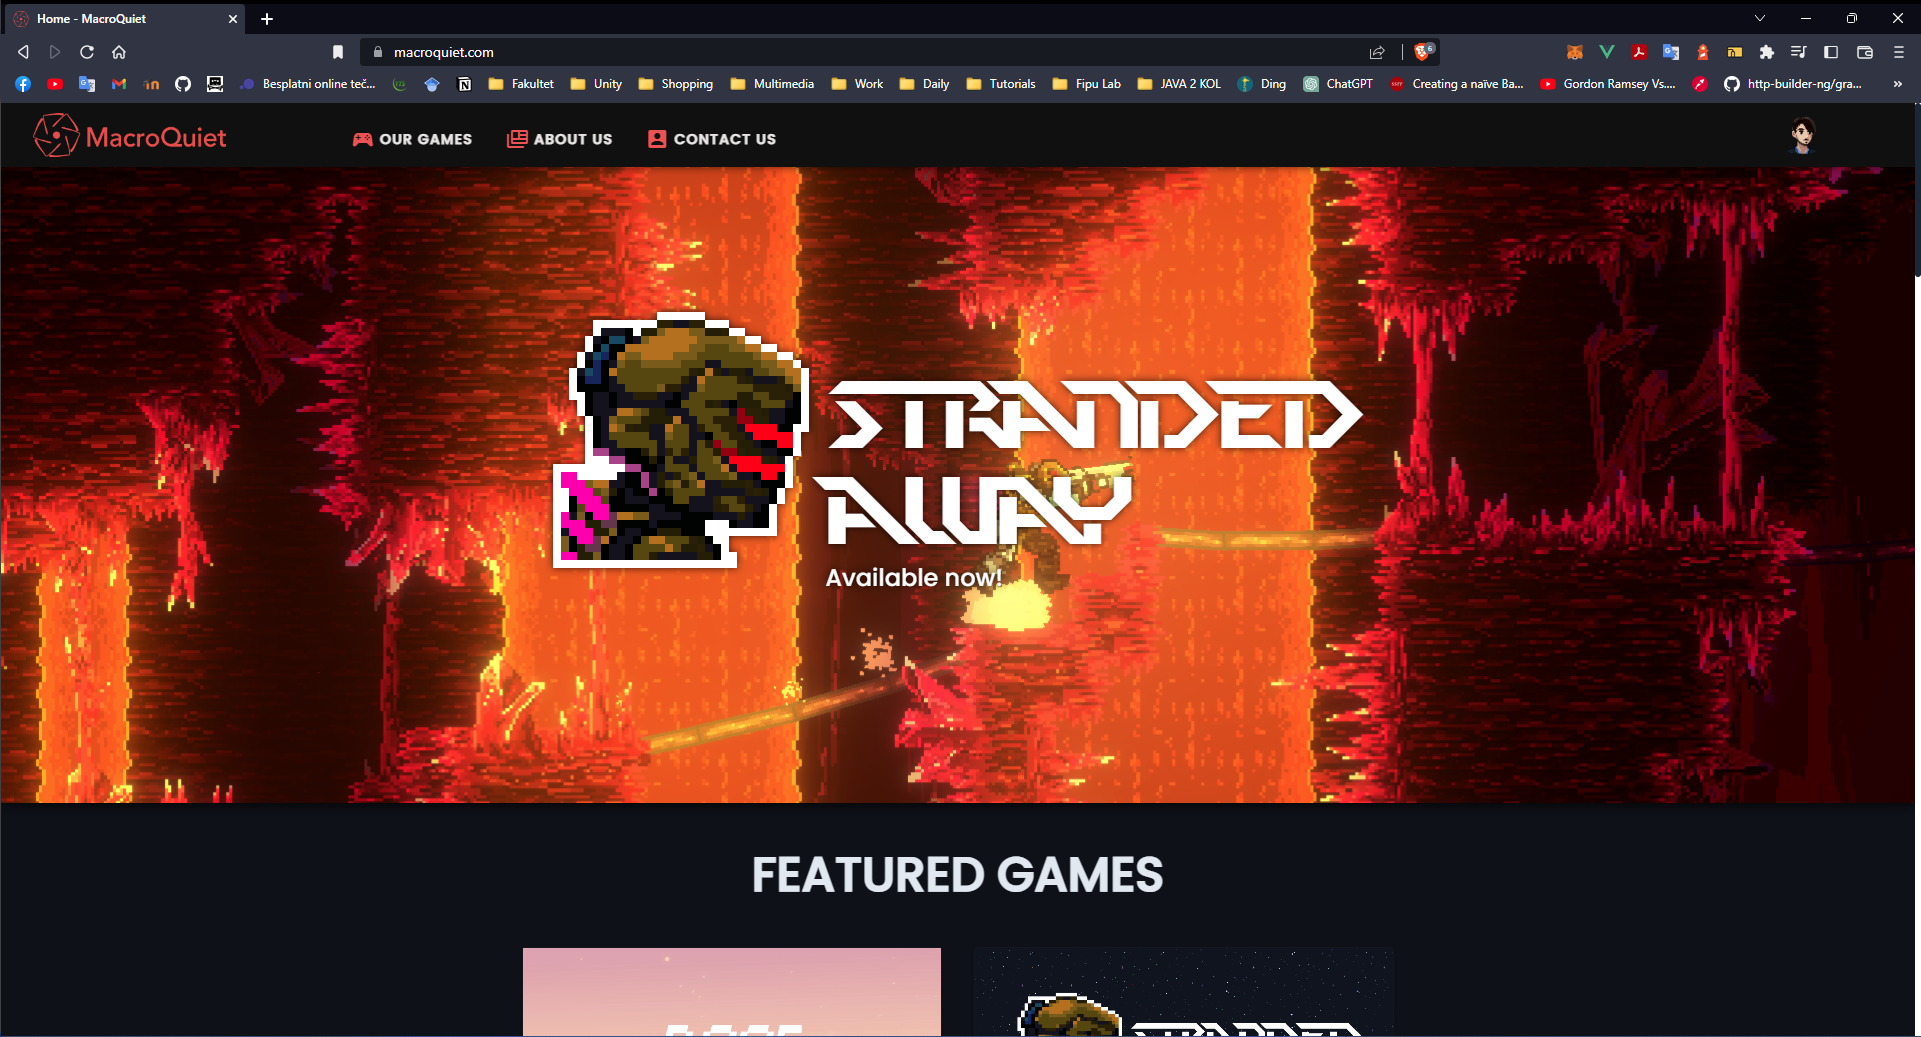 Home - MacroQuiet
macroquiet.com
6
Besplatni online teč...
Fakultet
Unity
Shopping
Multimedia
Work
Daily
Tutorials
Fipu Lab
JAVA 2 KOL
Ding
ChatGPT
Creating a naïve Ba...
Gordon Ramsey Vs....
http-builder-ng/gra...
MacroQuiet
OUR GAMES
ABOUT US
CONTACT US
STRANDED
AWAY
Available now!
FEATURED GAMES
STRANDED